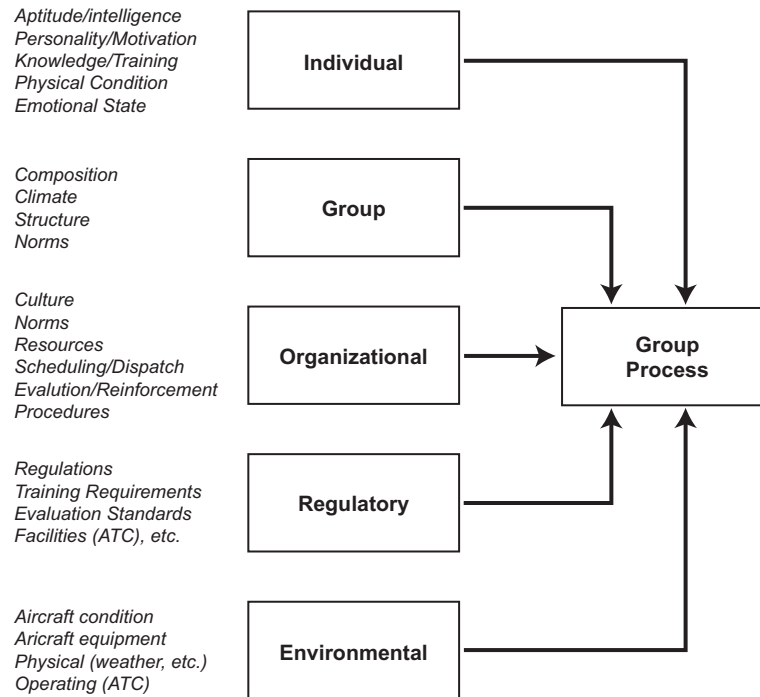 Aptitude/intelligence
Personality/Motivation
Knowledge/Training
Physical Condition
Emotional State
Individual
Composition
Climate
Structure
Norms
Group
Culture
Norms
Resources
Scheduling/Dispatch
Evalution/Reinforcement
Procedures
Organizational
Group
Process
Regulations
Training Requirements
Evaluation Standards
Facilities (ATC), etc.
Regulatory
Aircraft condition
Aricraft equipment
Physical (weather, etc.)
Operating (ATC)
Environmental